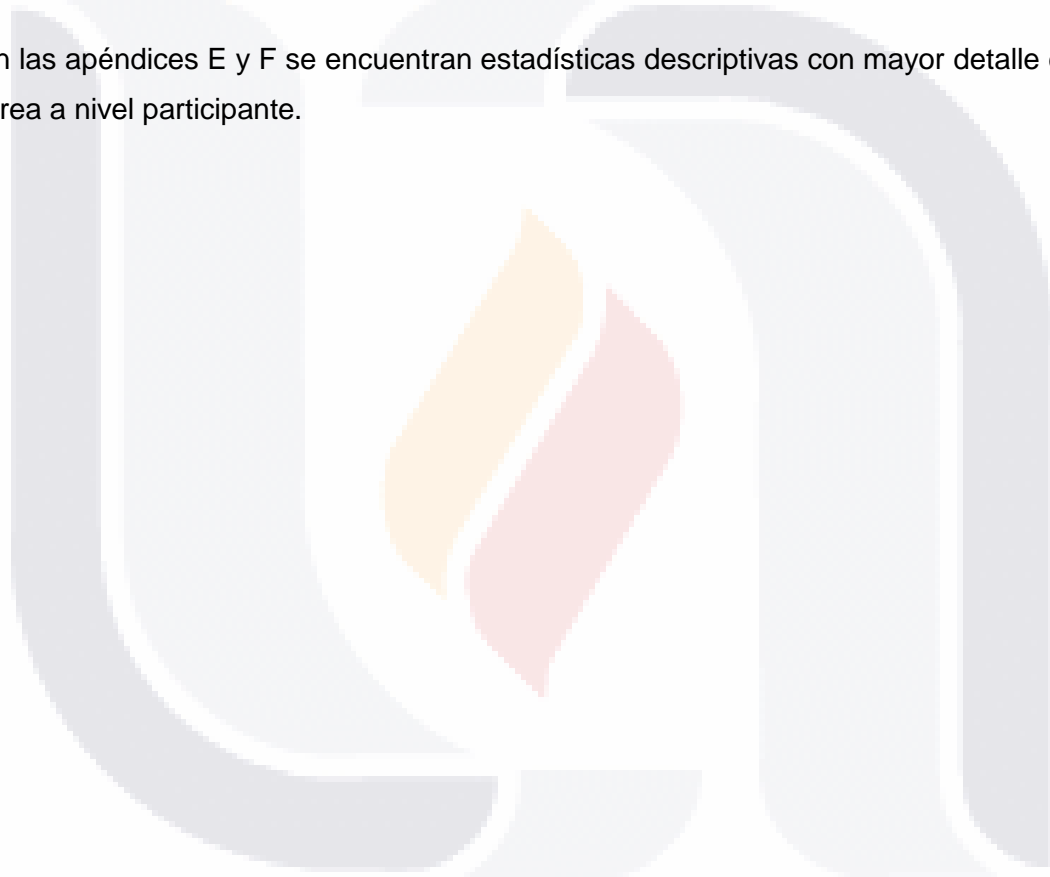 n las apéndices E y F se encuentran estadísticas descriptivas con mayor detalle
rea a nivel participante.